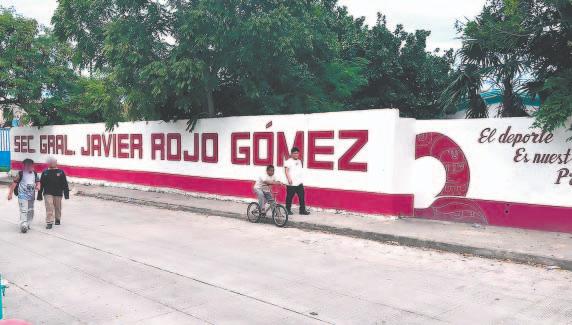 SEC GRAL. JAVIER ROJO GÓMEZ
El deporte
Es nuest
P